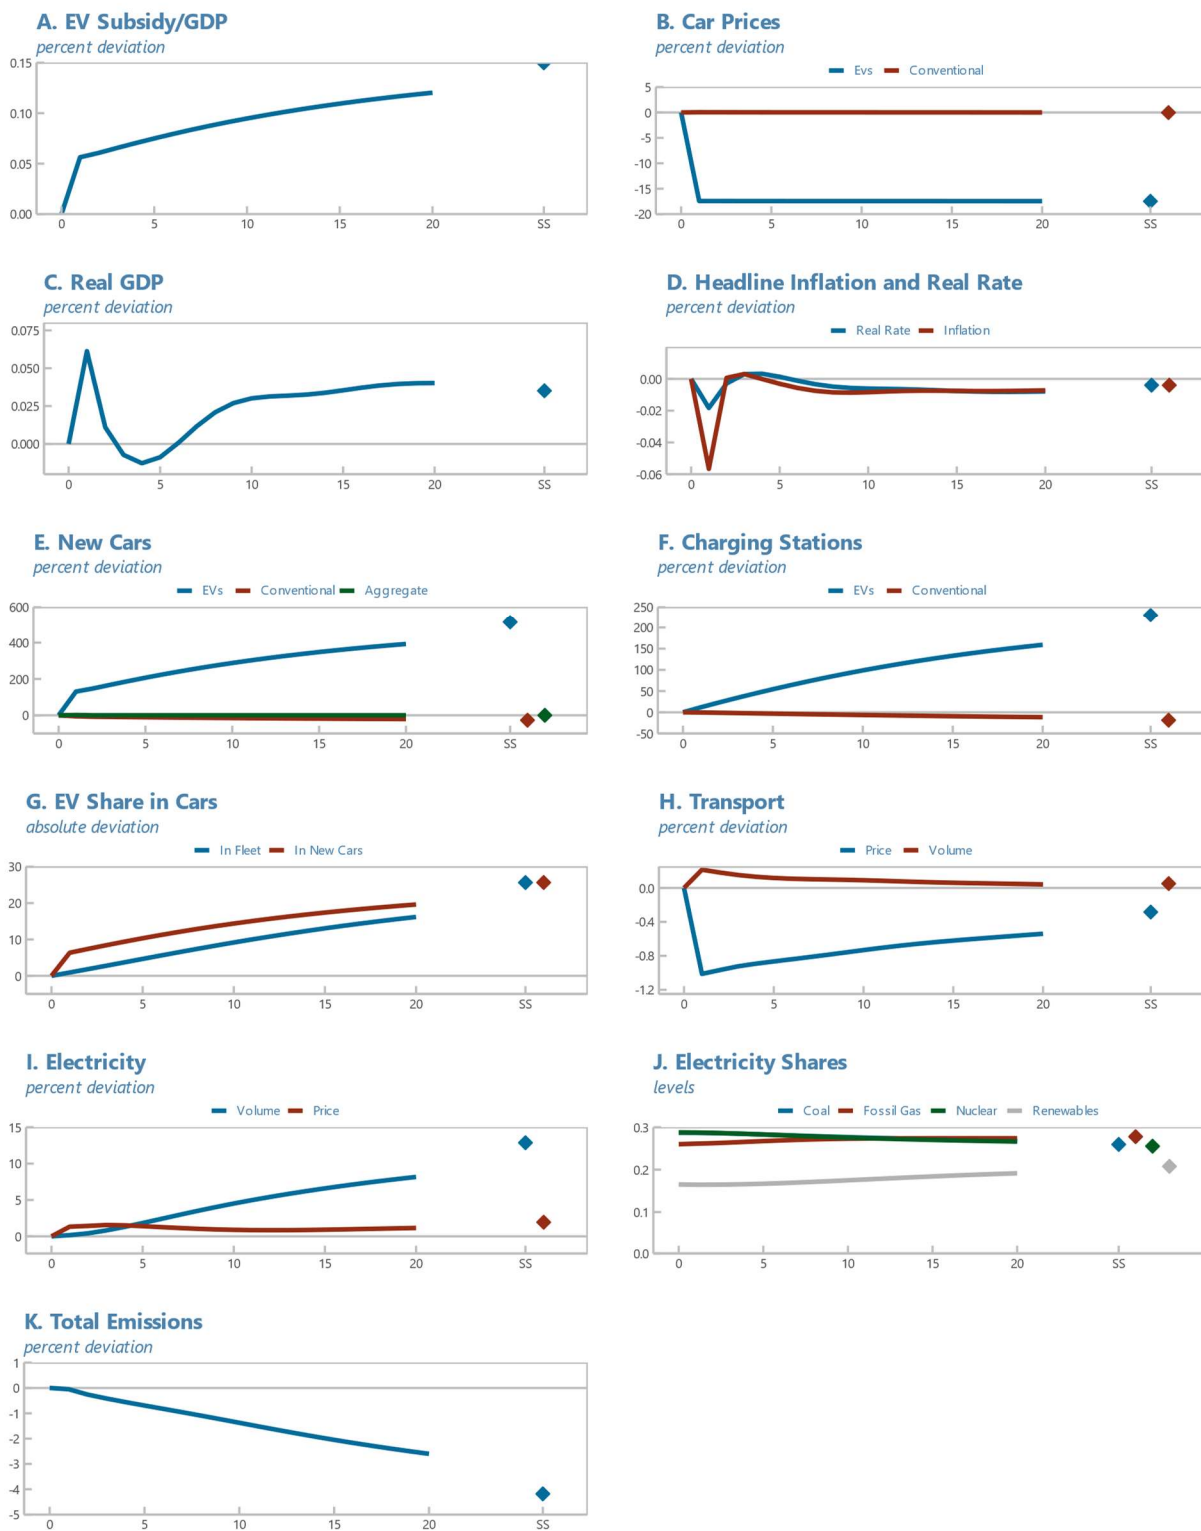 A. EV Subsidy/GDP
percent deviation
0.15
0.10
0.05
0.00
0 5 10 15 20 SS
B. Car Prices
percent deviation
Evs Conventional
5
0
-5
-10
-15
-20
0 5 10 15 20 SS
C. Real GDP
percent deviation
0.075
0.050
0.025
0.000
0 5 10 15 20 SS
D. Headline Inflation and Real Rate
percent deviation
Real Rate Inflation
0.00
-0.02
-0.04
-0.06
0 5 10 15 20 SS
E. New Cars
percent deviation
EVs Conventional Aggregate
600
400
200
0
0 5 10 15 20 SS
F. Charging Stations
percent deviation
EVs Conventional
250
200
150
100
50
0
-50
0 5 10 15 20 SS
G. EV Share in Cars
absolute deviation
In Fleet In New Cars
30
20
10
0
0 5 10 15 20 SS
H. Transport
percent deviation
Price Volume
0.0
-0.4
-0.8
-1.2
0 5 10 15 20 SS
I. Electricity
percent deviation
Volume Price
15
10
5
0
0 5 10 15 20 SS
J. Electricity Shares
levels
Coal Fossil Gas Nuclear Renewables
0.3
0.2
0.1
0.0
0 5 10 15 20 SS
K. Total Emissions
percent deviation
1
0
-1
-2
-3
-4
-5
0 5 10 15 20 SS